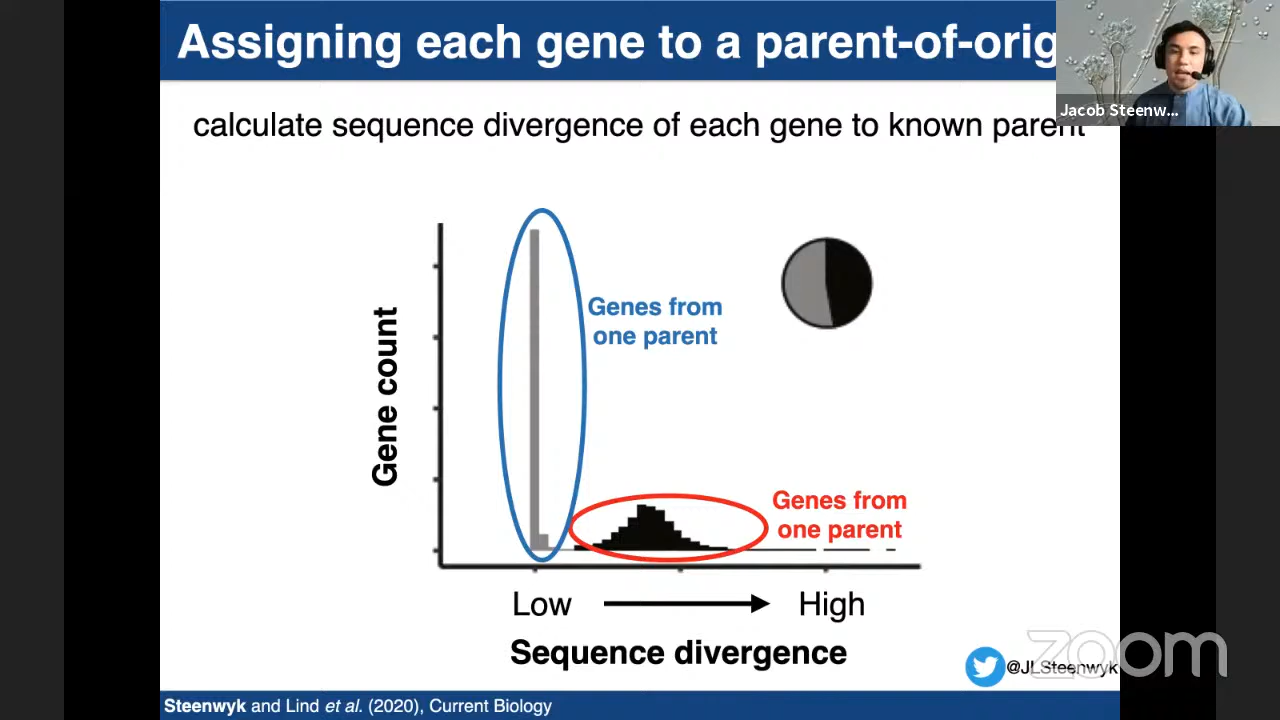 Assigning each gene to a parent-of-orig
Jacob Steenw...
calculate sequence divergence of each gene to known parent
Genes from
one parent
Gene count
Genes from
one parent
Low
High
Sequence divergence
@JLSteenwyk
zoom
Steenwyk and Lind et al. (2020), Current Biology